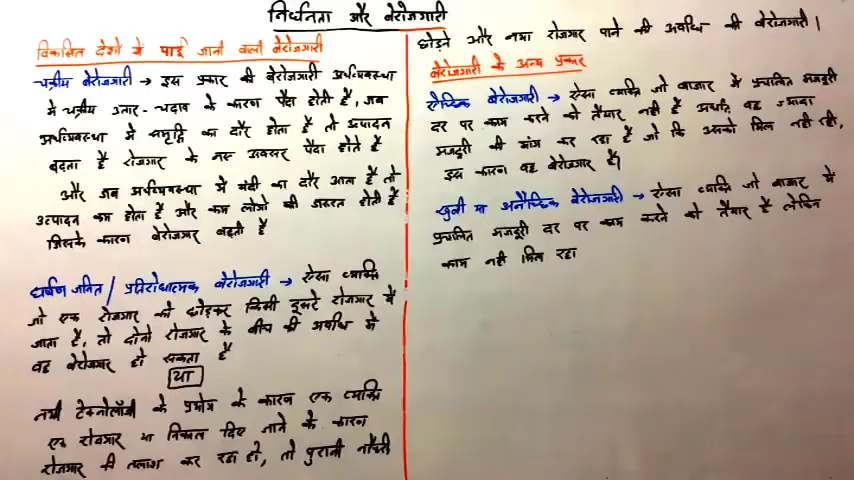 निर्धनता और बेरोजगारी
विकसित देशो में पाई जाने वाली बेरोजगारी
चक्रीय बेरोजगारी → इस प्रकार की बेरोजगारी अर्थव्यवस्था
में चक्रीय उतार-चढाव के कारण पैदा होती है, जब
अर्थव्यवस्था में समृद्धि का दौर होता है तो उत्पादन
बढता है रोजगार के नए अवसर पैदा होते है
और जब अर्थव्यवस्था में मंदी का दौर आता है तो
उत्पादन कम होता है और कम लोगो की जरुरत होती है
जिसके कारण बेरोजगार बढ़ती है
घर्षण जनित / प्रतिरोधात्मक बेरोजगारी → ऐसा व्यक्ति
जो एक रोजगार को छोड़कर किसी दूसरे रोजगार में
जाता है, तो दोनो रोजगार के बीच की अवधि में
वह बेरोजगार हो सकता है
या
नयी टेक्नोलॉजी के प्रयोग के कारण एक व्यक्ति
एक रोजगार या निकाल दिए जाने के कारण
रोजगार की तलाश कर रहा हो, तो पुरानी नौकरी
छोड़ने और नया रोजगार पाने की अवधि की बेरोजगारी।
बेरोजगारी के अन्य प्रकार
ऐच्छिक बेरोजगारी → ऐसा व्यक्ति जो बाजार में प्रचलित मजदूरी
दर पर काम करने को तैयार नही है अर्थात् वह ज्यादा
मजदूरी की मांग कर रहा है जो कि उसको मिल नही रही,
इस कारण वह बेरोजगार है।
खुली या अनैच्छिक बेरोजगारी → ऐसा व्यक्ति जो बाजार में
प्रचलित मजदूरी दर पर काम करने को तैयार है लेकिन
काम नही मिल रहा